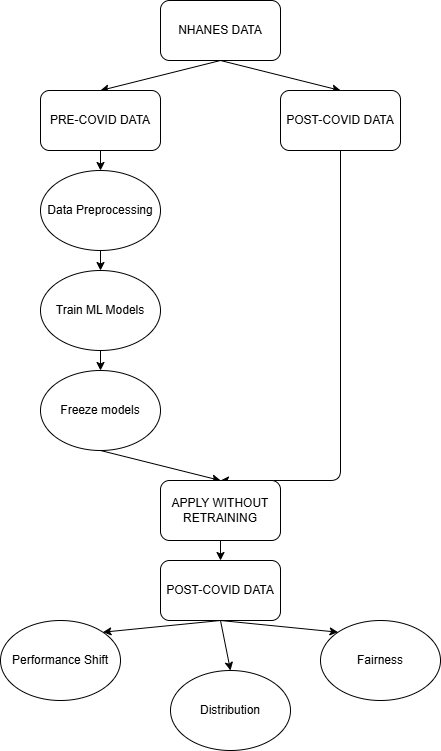 NHANES DATA
PRE-COVID DATA
POST-COVID DATA
Data Preprocessing
Train ML Models
Freeze models
APPLY WITHOUT
RETRAINING
POST-COVID DATA
Performance Shift
Fairness
Distribution